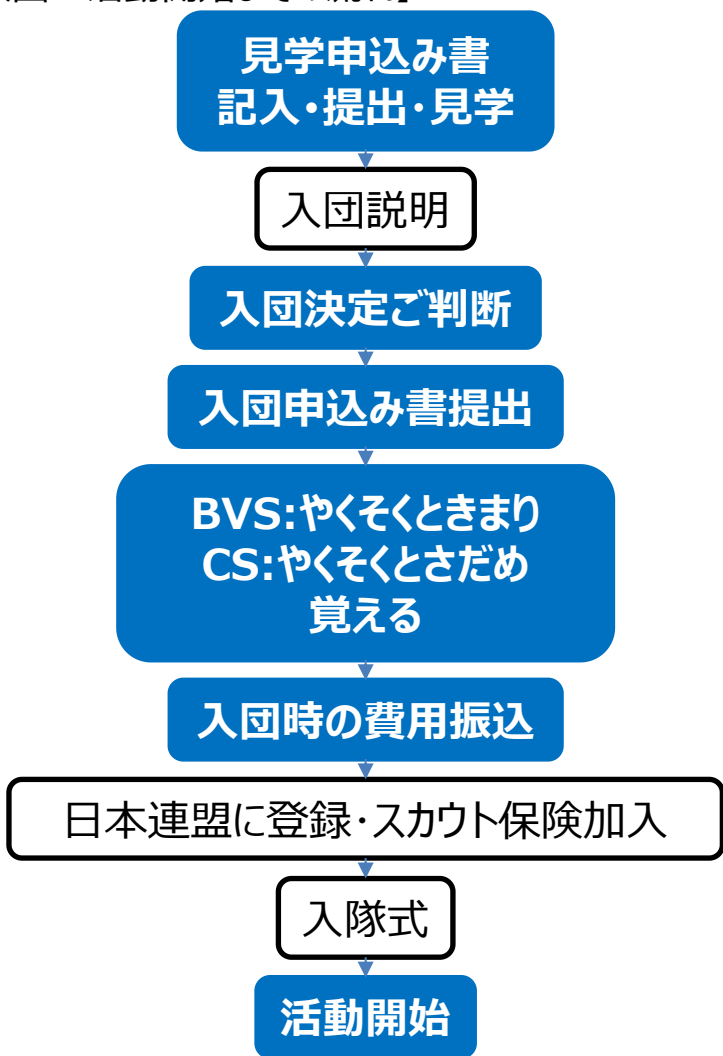 見学申込み書
記入・提出・見学
入団説明
入団決定ご判断
入団申込み書提出
BVS:やくそくときまり
CS:やくそくとさだめ
覚える
入団時の費用振込
日本連盟に登録・スカウト保険加入
入隊式
活動開始